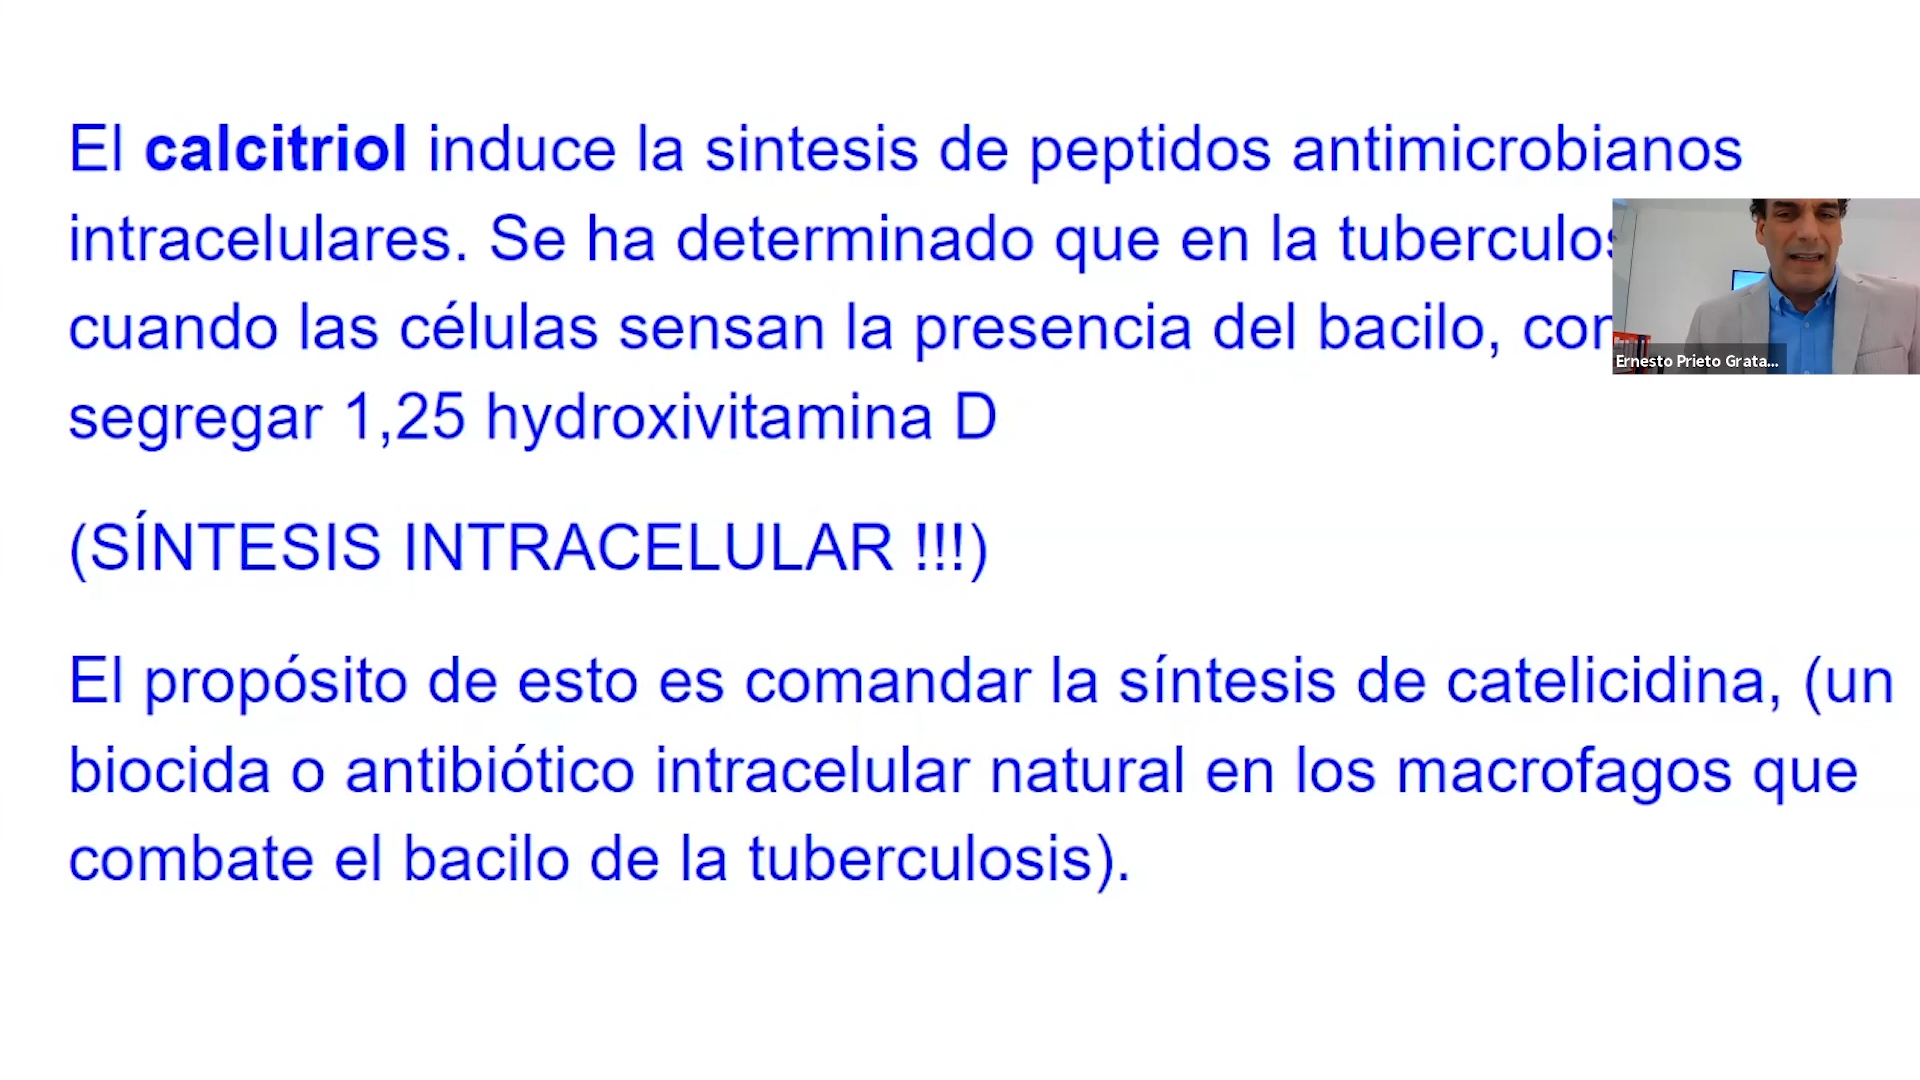 El calcitriol induce la sintesis de peptidos antimicrobianos
intracelulares. Se ha determinado que en la
cuando las células sensan la presencia del bacilo,
segregar 1,25 hydroxivitamina D
(SÍNTESIS INTRACELULAR !!!)
El propósito de esto es comandar la síntesis de catelicidina, (un
biocida o antibiótico intracelular natural en los macrofagos que
combate el bacilo de la tuberculosis).
Ernesto Prieto Grata...